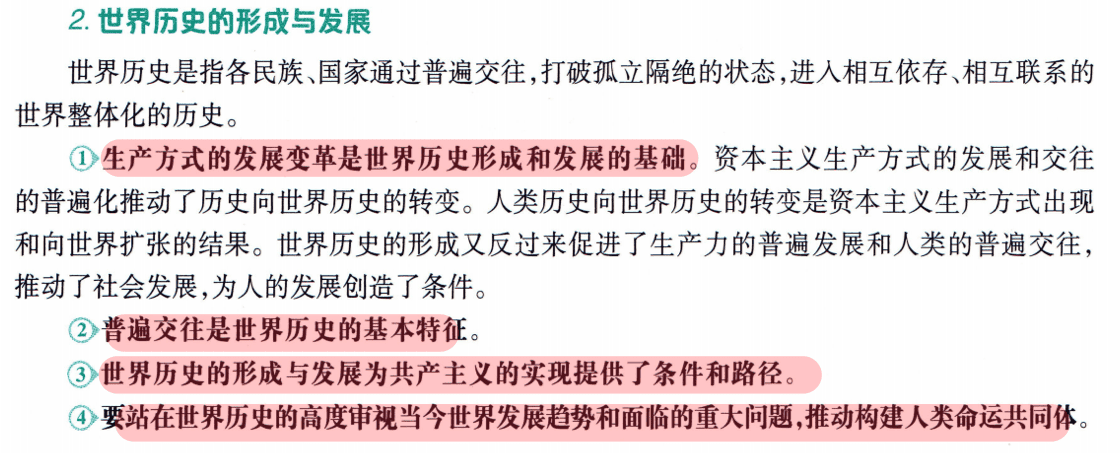 2. 世界历史的形成与发展
世界历史是指各民族、国家通过普遍交往,打破孤立隔绝的状态,进入相互依存、相互联系的
世界整体化的历史。
①生产方式的发展变革是世界历史形成和发展的基础。资本主义生产方式的发展和交往
的普遍化推动了历史向世界历史的转变。人类历史向世界历史的转变是资本主义生产方式出现
和向世界扩张的结果。世界历史的形成又反过来促进了生产力的普遍发展和人类的普遍交往,
推动了社会发展,为人的发展创造了条件。
②普遍交往是世界历史的基本特征。
③世界历史的形成与发展为共产主义的实现提供了条件和路径。
④要站在世界历史的高度审视当今世界发展趋势和面临的重大问题,推动构建人类命运共同体。